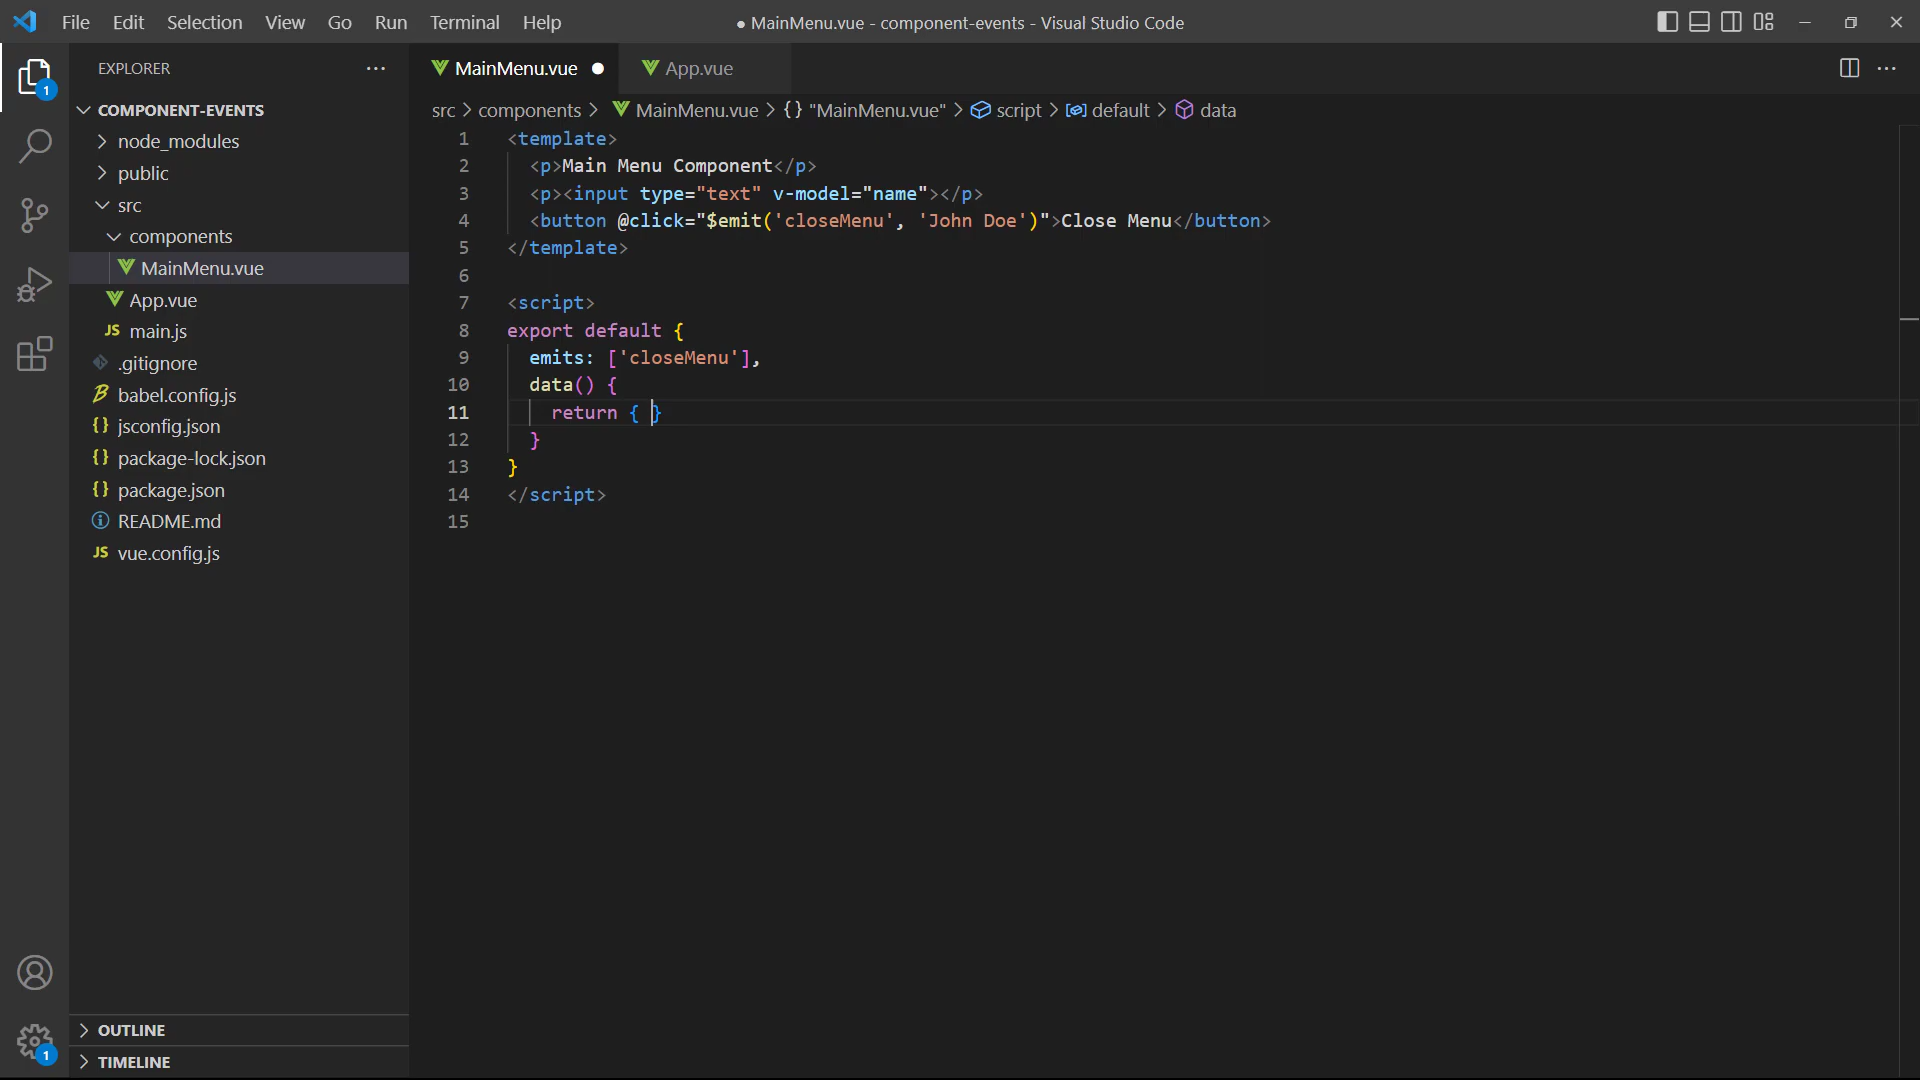 File Edit Selection View Go Run Terminal Help
● MainMenu.vue - component-events - Visual Studio Code
1
EXPLORER
COMPONENT-EVENTS
node_modules
public
src
components
MainMenu.vue
App.vue
JS main.js
.gitignore
babel.config.js
{} jsconfig.json
{} package-lock.json
{} package.json
README.md
JS vue.config.js
OUTLINE
TIMELINE
1
MainMenu.vue ● App.vue
src > components > MainMenu.vue > {} "MainMenu.vue" > script > default > data
1 <template>
2 <p>Main Menu Component</p>
3 <p><input type="text" v-model="name"></p>
4 <button @click="$emit('closeMenu', 'John Doe')">Close Menu</button>
5 </template>
6
7 <script>
8 export default {
9 emits: ['closeMenu'],
10 data() {
11 return { }
12 }
13 }
14 </script>
15